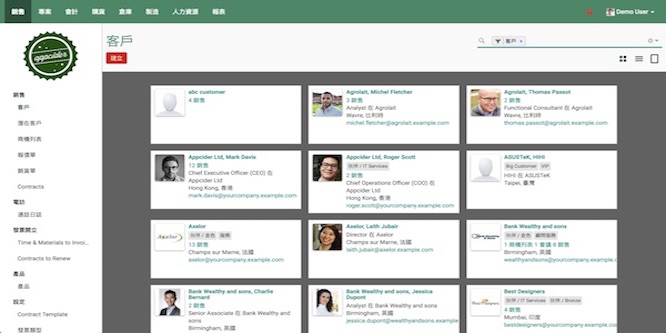 銷售 專案 會計 購貨 倉庫 製造 人力資源 報表 Demo User
appcider
客戶
客戶 ×
建立
銷售
客戶
潛在客戶
商機列表
報價單
銷貨單
Contracts
電話
通話日誌
發票開立
Time & Materials to Invoi...
Contracts to Renew
產品
產品
設定
Contract Template
發票類型
abc customer
4 銷售
Agrolait, Michel Fletcher
3 銷售
Analyst 在 Agrolait
Wavre, 比利時
michel.fletcher@agrolait.example.com
Agrolait, Thomas Passot
2 銷售
Functional Consultant 在 Agrolait
Wavre, 比利時
thomas.passot@agrolait.example.com
Appcider Ltd, Mark Davis
12 銷售
Chief Executive Officer (CEO) 在
Appcider Ltd
Hong Kong, 香港
mark.davis@yourcompany.example.com
Appcider Ltd, Roger Scott
伙伴 / IT Services
2 銷售
Chief Operations Officer (COO) 在
Appcider Ltd
Hong Kong, 香港
roger.scott@yourcompany.example.com
ASUSTeK, HIHI
Big Customer VIP
HIHI 在 ASUSTeK
Taipei, 臺灣
Axelor
伙伴 / 金色 服務
13 銷售
Champs sur Marne, 法國
axelor@yourcompany.example.com
Axelor, Laith Jubair
Director 在 Axelor
Champs sur Marne, 法國
laith.jubair@axelor.example.com
Bank Wealthy and sons
伙伴 / 金色 顧問服務
1 商機列表 1 會議 8 銷售
Birmingham, 英國
wealthyandsons@yourcompany.example.com
Bank Wealthy and sons, Charlie
Bernard
2 銷售
Senior Associate 在 Bank Wealthy and sons
Birmingham, 英國
Bank Wealthy and sons, Jessica
Dupont
Analyst 在 Bank Wealthy and sons
Birmingham, 英國
jessica.dupont@yourcompany.example.com
Best Designers
伙伴 / IT Services 伙伴 / Bronze
4 銷售
Mumbai, 印度
bestdesigners@yourcompany.example.com